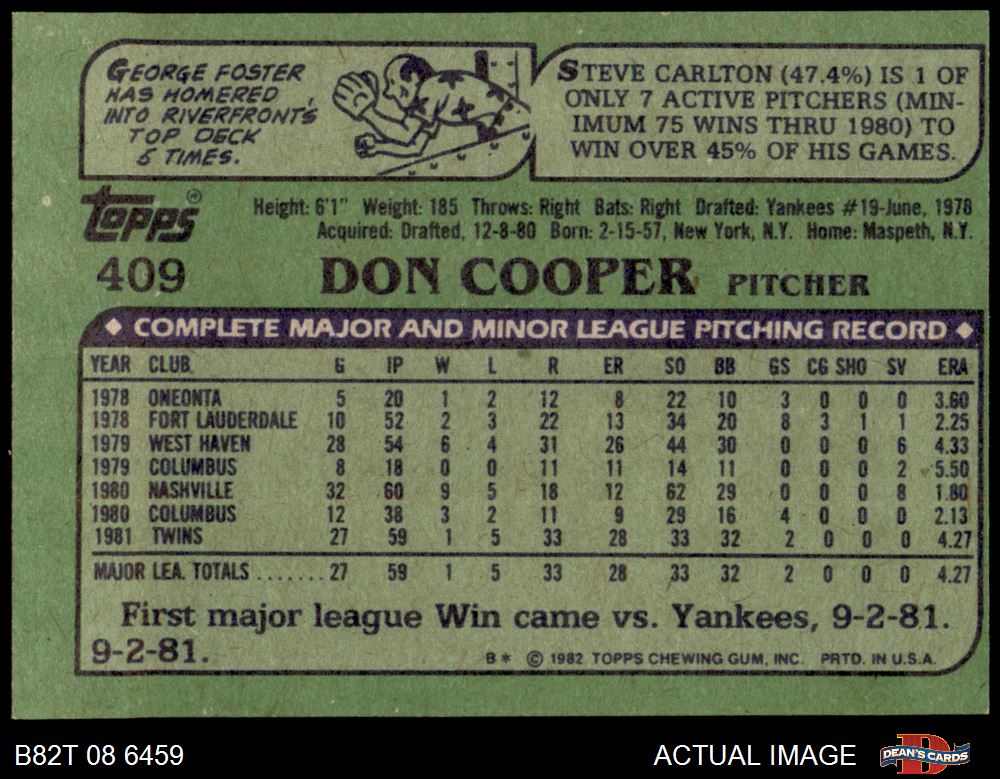 GEORGE FOSTER
HAS HOMERED
INTO RIVERFRONT'S
TOP DECK
5 TIMES.
STEVE CARLTON (47.4%) IS 1 OF
ONLY 7 ACTIVE PITCHERS (MIN-
IMUM 75 WINS THRU 1980) TO
WIN OVER 45% OF HIS GAMES.
Topps®
Height: 6'1" Weight: 185 Throws: Right Bats: Right Drafted: Yankees #19-June, 1978
Acquired: Drafted, 12-8-80 Born: 2-15-57, New York, N.Y. Home: Maspeth, N.Y.
409 DON COOPER PITCHER
◆ COMPLETE MAJOR AND MINOR LEAGUE PITCHING RECORD ◆
YEAR CLUB G IP W L R ER SO BB GS CG SHO SV ERA
1978 ONEONTA 5 20 1 2 12 8 22 10 3 0 0 0 3.60
1978 FORT LAUDERDALE 10 52 2 3 22 13 34 20 8 3 1 1 2.25
1979 WEST HAVEN 28 54 6 4 31 26 44 30 0 0 0 6 4.33
1979 COLUMBUS 8 18 0 0 11 11 14 11 0 0 0 2 5.50
1980 NASHVILLE 32 60 9 5 18 12 62 29 0 0 0 8 1.80
1980 COLUMBUS 12 38 3 2 11 9 29 16 4 0 0 0 2.13
1981 TWINS 27 59 1 5 33 28 33 32 2 0 0 0 4.27
MAJOR LEA. TOTALS ....... 27 59 1 5 33 28 33 32 2 0 0 0 4.27
First major league Win came vs. Yankees, 9-2-81.
9-2-81.
B* © 1982 TOPPS CHEWING GUM, INC. PRTD. IN U.S.A.
B82T 08 6459
ACTUAL IMAGE
DEAN'S CARDS